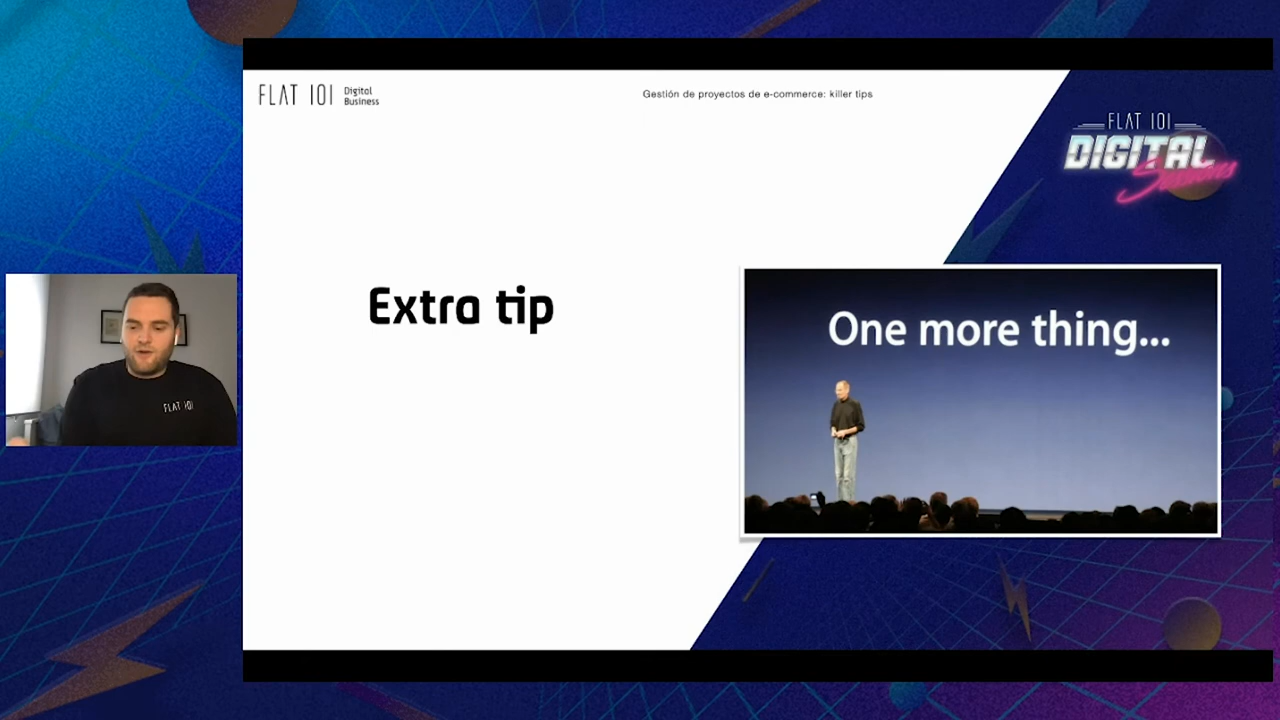 FLAT 101 Digital
Business
Gestión de proyectos de e-commerce: killer tips
FLAT 101
DIGITAL
Sessions
Extra tip
One more thing...
FLAT 101